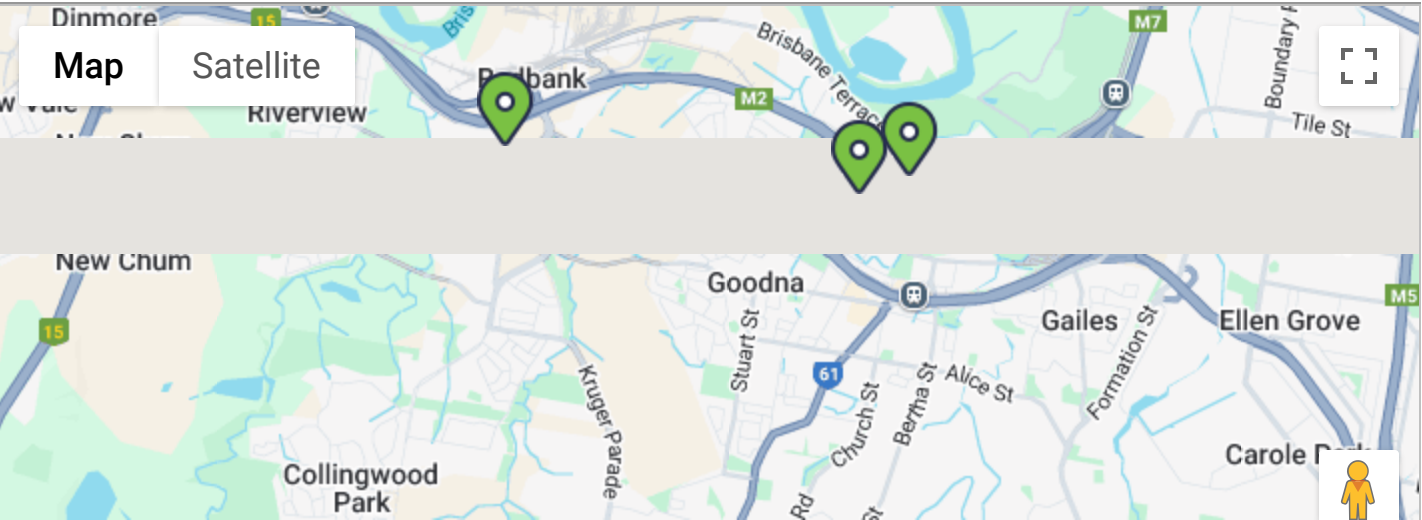 Dinmore
15
Bris
M7
Map
Satellite
Redbank
Brisbane Terrace
Boundary
M2
Riverview
Tile St
New Chum
Goodna
M5
15
Stuart St
Gailes
Formation St
Ellen Grove
61
Kruger Parade
Church St
Bertha St
Alice St
Carole Park
Collingwood
Park
Rd
St